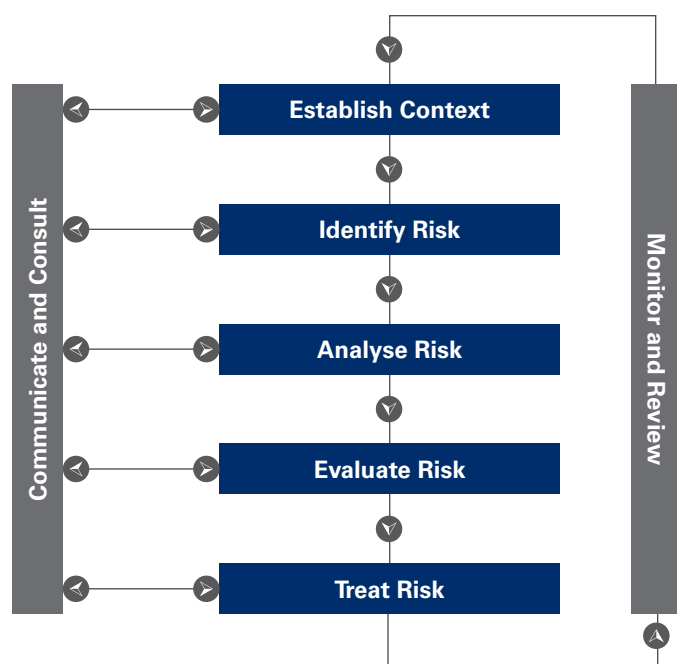 Establish Context
Identify Risk
Analyse Risk
Evaluate Risk
Treat Risk
Communicate and Consult
Monitor and Review